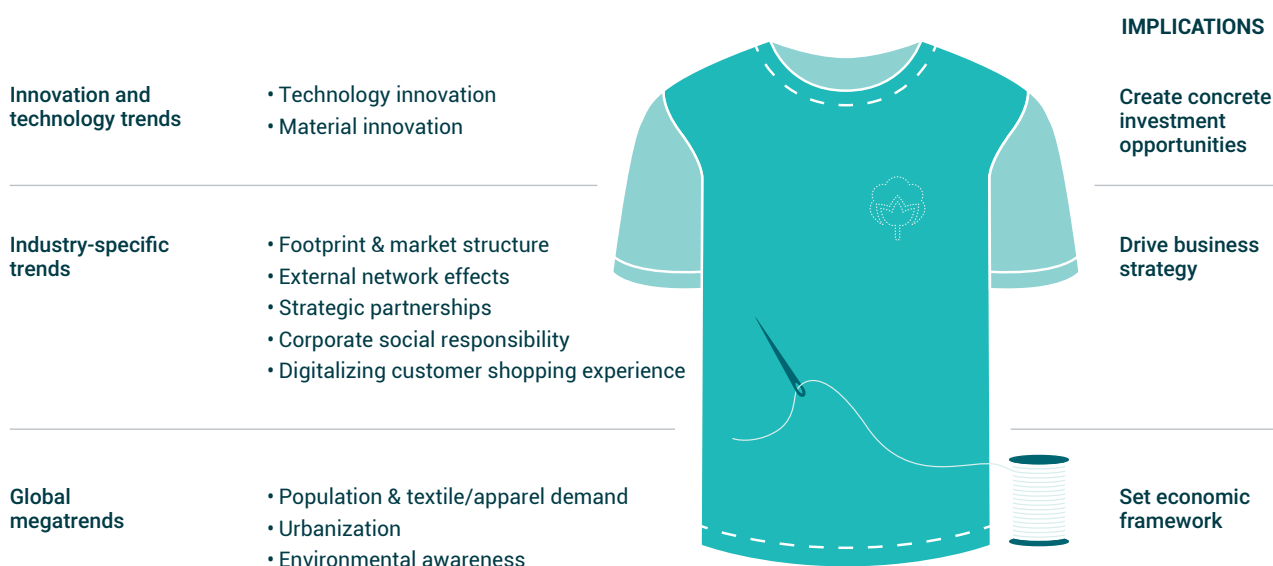 IMPLICATIONS
Innovation and
technology trends
• Technology innovation
• Material innovation
Create concrete
investment
opportunities
Industry-specific
trends
• Footprint & market structure
• External network effects
• Strategic partnerships
• Corporate social responsibility
• Digitalizing customer shopping experience
Drive business
strategy
Global
megatrends
• Population & textile/apparel demand
• Urbanization
• Environmental awareness
Set economic
framework